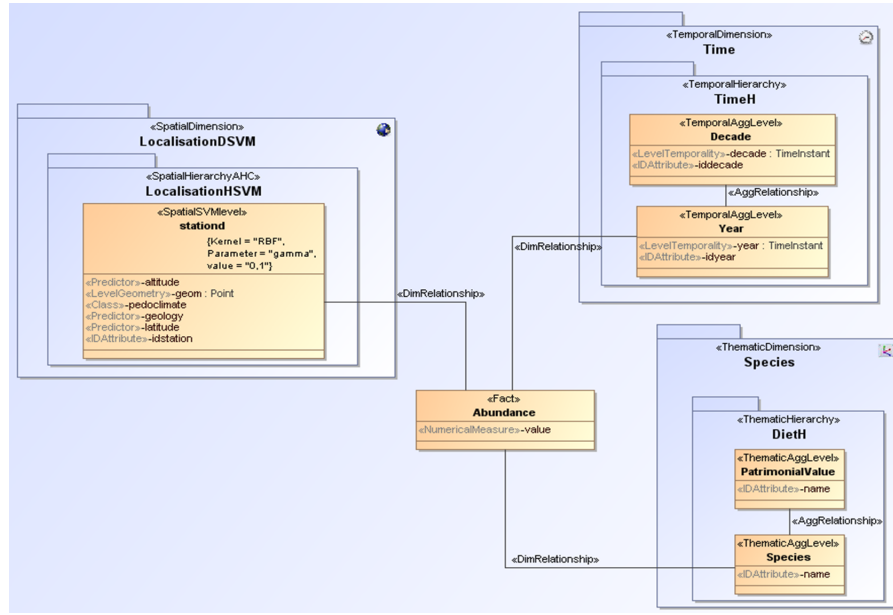 «SpatialDimension»
LocalisationDSVM
«SpatialHierarchyAHC»
LocalisationHSVM
«SpatialSVMlevel»
stationd
{Kernel = "RBF",
Parameter = "gamma",
value = "0,1"}
«Predictor»-altitude
«LevelGeometry»-geom : Point
«Class»-pedoclimate
«Predictor»-geology
«Predictor»-latitude
«IDAttribute»-idstation
«DimRelationship»
«TemporalDimension»
Time
«TemporalHierarchy»
TimeH
«TemporalAggLevel»
Decade
«LevelTemporality»-decade : TimeInstant
«IDAttribute»-iddecade
«AggRelationship»
«TemporalAggLevel»
Year
«LevelTemporality»-year : TimeInstant
«IDAttribute»-idyear
«DimRelationship»
«Fact»
Abundance
«NumericalMeasure»-value
«ThematicDimension»
Species
«ThematicHierarchy»
DietH
«ThematicAggLevel»
PatrimonialValue
«IDAttribute»-name
«AggRelationship»
«ThematicAggLevel»
Species
«IDAttribute»-name
«DimRelationship»